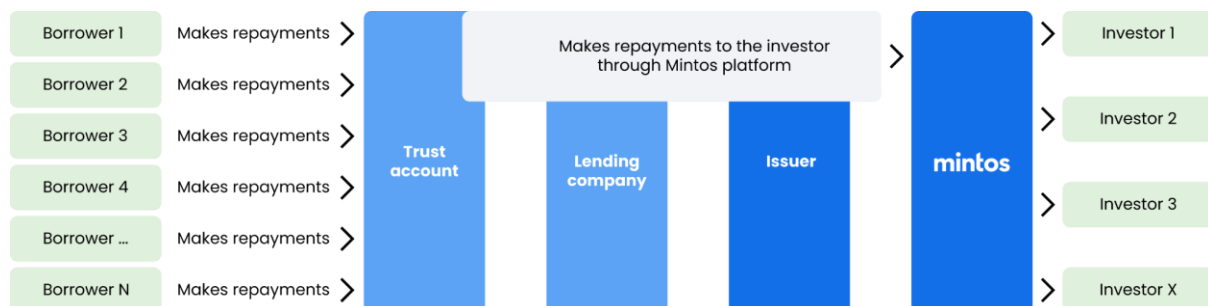 Borrower 1 Makes repayments
Borrower 2 Makes repayments
Borrower 3 Makes repayments
Borrower 4 Makes repayments
Borrower ... Makes repayments
Borrower N Makes repayments
Trust
account
Makes repayments to the investor
through Mintos platform
Lending
company
Issuer
mintos
Investor 1
Investor 2
Investor 3
Investor X